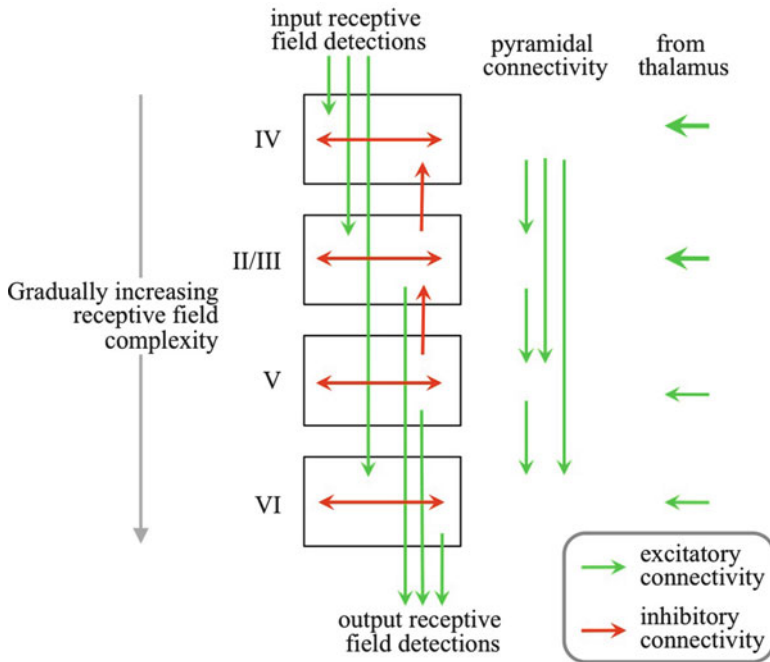 input receptive
field detections
pyramidal
connectivity
from
thalamus
IV
II/III
Gradually increasing
receptive field
complexity
V
VI
output receptive
field detections
excitatory
connectivity
inhibitory
connectivity